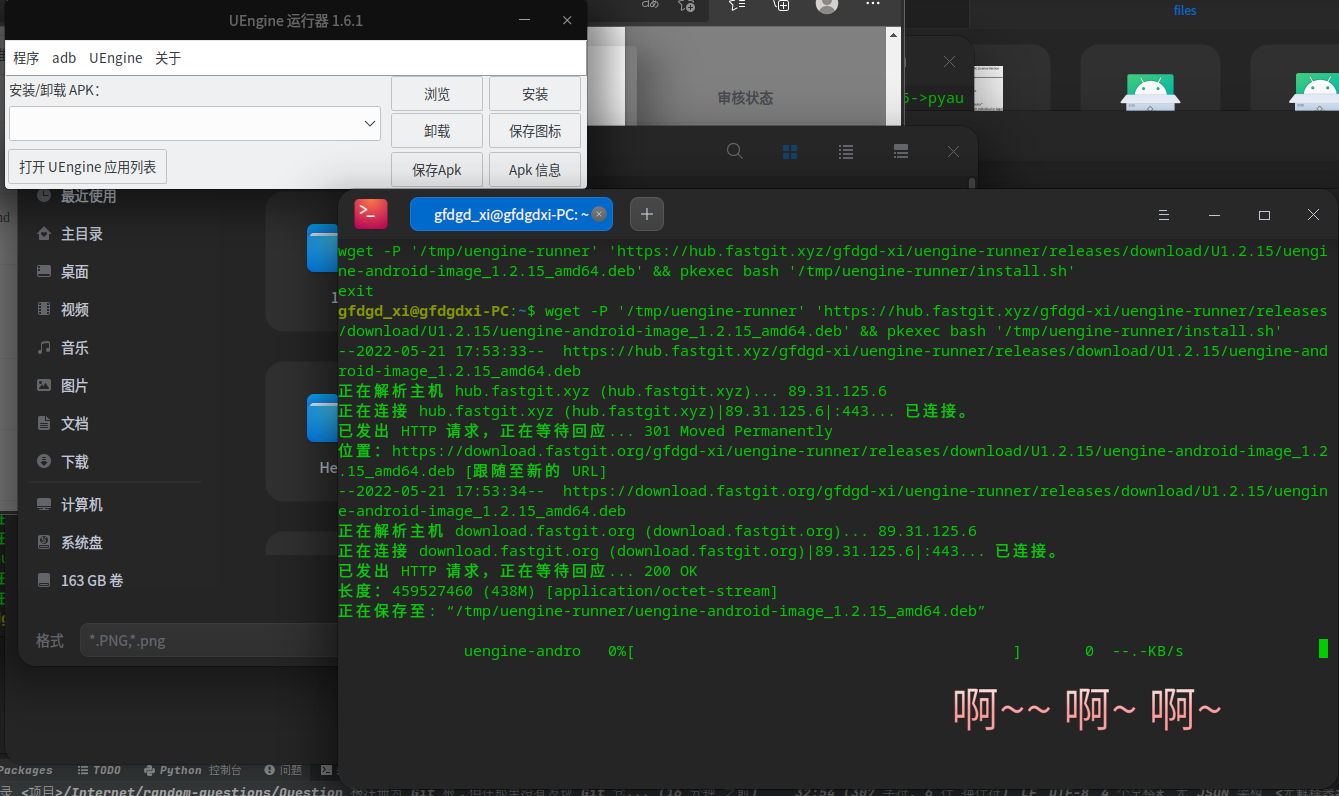 UEngine 运行器 1.6.1
程序 adb UEngine 关于
安装/卸载 APK：
浏览
安装
卸载
保存图标
打开 UEngine 应用列表
保存Apk
Apk 信息
files
审核状态
->pyau
最近使用
主目录
桌面
视频
音乐
图片
文档
下载
计算机
系统盘
163 GB 卷
格式
*.PNG,*.png
He
gfdgd_xi@gfdgdxi-PC: ~
wget -P '/tmp/uengine-runner' 'https://hub.fastgit.xyz/gfdgd-xi/uengine-runner/releases/download/U1.2.15/uengi
ne-android-image_1.2.15_amd64.deb' && pkexec bash '/tmp/uengine-runner/install.sh'
exit
gfdgd_xi@gfdgdxi-PC:~$ wget -P '/tmp/uengine-runner' 'https://hub.fastgit.xyz/gfdgd-xi/uengine-runner/releases
/download/U1.2.15/uengine-android-image_1.2.15_amd64.deb' && pkexec bash '/tmp/uengine-runner/install.sh'
--2022-05-21 17:53:33--  https://hub.fastgit.xyz/gfdgd-xi/uengine-runner/releases/download/U1.2.15/uengine-and
roid-image_1.2.15_amd64.deb
正在解析主机 hub.fastgit.xyz (hub.fastgit.xyz)... 89.31.125.6
正在连接 hub.fastgit.xyz (hub.fastgit.xyz)|89.31.125.6|:443... 已连接。
已发出 HTTP 请求，正在等待回应... 301 Moved Permanently
位置：https://download.fastgit.org/gfdgd-xi/uengine-runner/releases/download/U1.2.15/uengine-android-image_1.2
.15_amd64.deb [跟随至新的 URL]
--2022-05-21 17:53:34--  https://download.fastgit.org/gfdgd-xi/uengine-runner/releases/download/U1.2.15/uengin
e-android-image_1.2.15_amd64.deb
正在解析主机 download.fastgit.org (download.fastgit.org)... 89.31.125.6
正在连接 download.fastgit.org (download.fastgit.org)|89.31.125.6|:443... 已连接。
已发出 HTTP 请求，正在等待回应... 200 OK
长度：459527460 (438M) [application/octet-stream]
正在保存至: “/tmp/uengine-runner/uengine-android-image_1.2.15_amd64.deb”
uengine-andro 0%[ ] 0 --.-KB/s
啊~~ 啊~ 啊~
Packages TODO Python 控制台 问题